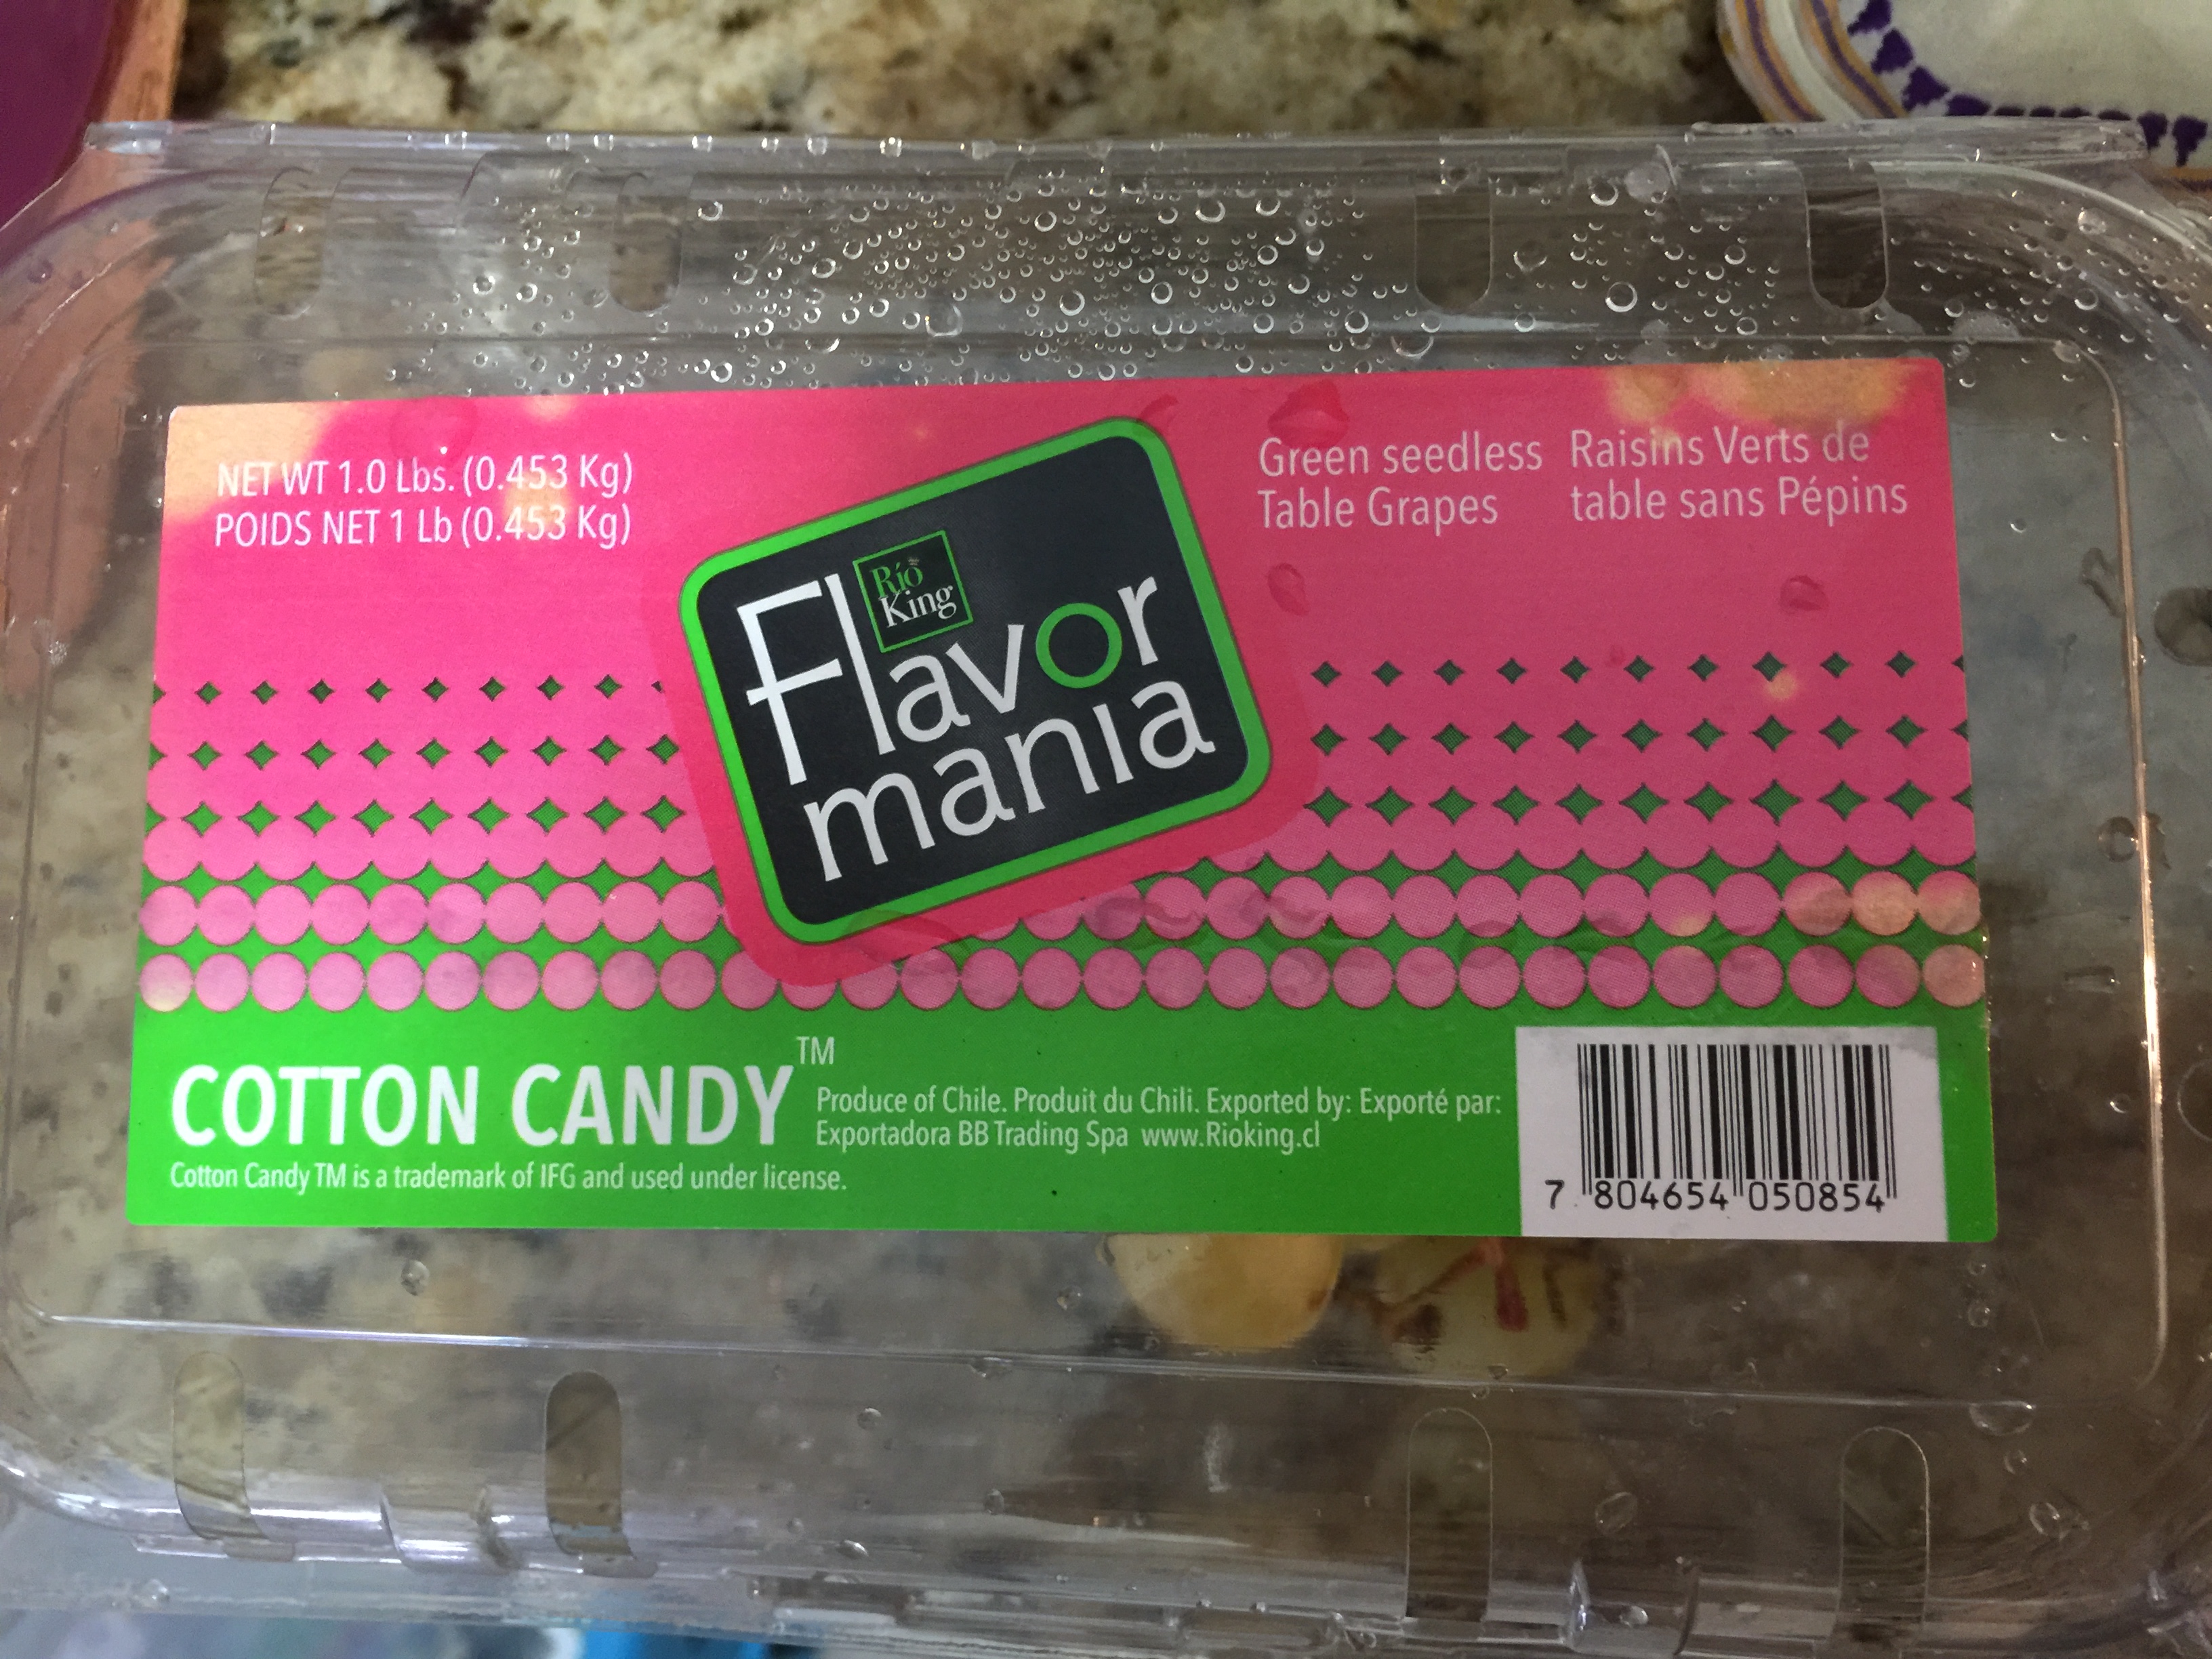 NET WT 1.0 Lbs. (0.453 Kg)
POIDS NET 1 Lb (0.453 Kg)
Green seedless
Table Grapes
Raisins Verts de
table sans Pépins
Río
King
Flavor
mania
COTTON CANDY™
Produce of Chile. Produit du Chili. Exported by: Exporté par:
Exportadora BB Trading Spa www.Rioking.cl
Cotton Candy TM is a trademark of IFG and used under license.
7 804654 050854